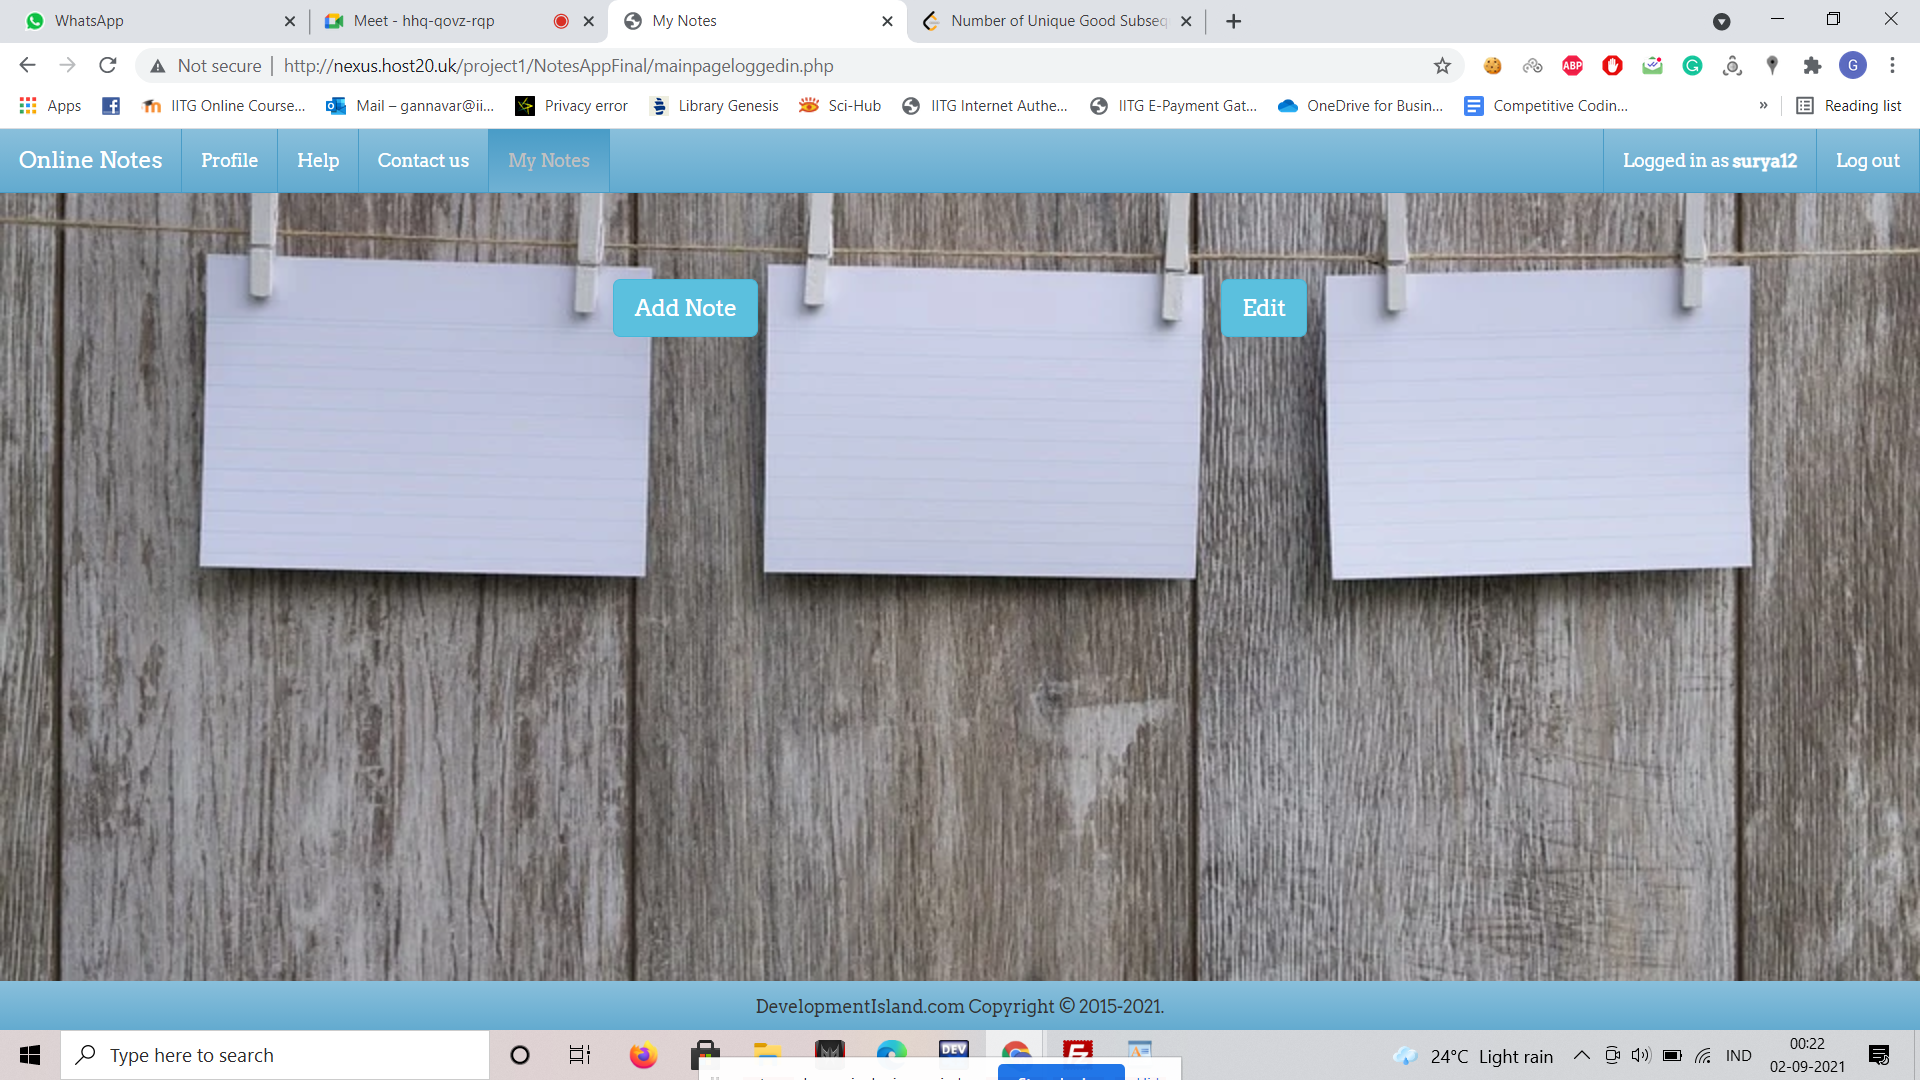 WhatsApp
Meet - hhq-qovz-rqp
My Notes
Number of Unique Good Subseq
Not secure
http://nexus.host20.uk/project1/NotesAppFinal/mainpageloggedin.php
ABP
G
Apps
IITG Online Course...
Mail – gannavar@ii...
Privacy error
Library Genesis
Sci-Hub
IITG Internet Authe...
IITG E-Payment Gat...
OneDrive for Busin...
Competitive Codin...
»
Reading list
Online Notes
Profile
Help
Contact us
My Notes
Logged in as surya12
Log out
Add Note
Edit
DevelopmentIsland.com Copyright © 2015-2021.
Type here to search
DEV
24°C Light rain
IND
00:22
02-09-2021